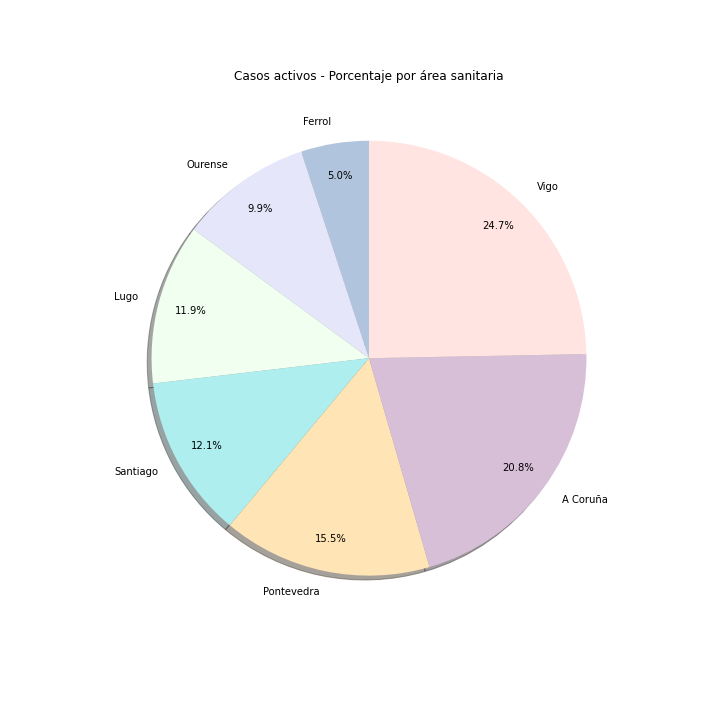 Casos activos - Porcentaje por área sanitaria
Ferrol
5.0%
Ourense
9.9%
Vigo
24.7%
Lugo
11.9%
Santiago
12.1%
A Coruña
20.8%
Pontevedra
15.5%